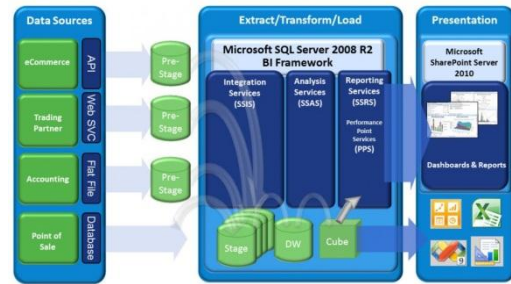 Data Sources
eCommerce
API
Trading
Partner
Web SVC
Accounting
Flat File
Point of
Sale
Database
Pre-
Stage
Pre-
Stage
Pre-
Stage
Extract/Transform/Load
Microsoft SQL Server 2008 R2
BI Framework
Integration
Services
(SSIS)
Analysis
Services
(SSAS)
Reporting
Services
(SSRS)
Performance
Point
Services
(PPS)
Stage
DW
Cube
Presentation
Microsoft
SharePoint Server
2010
Dashboards & Reports